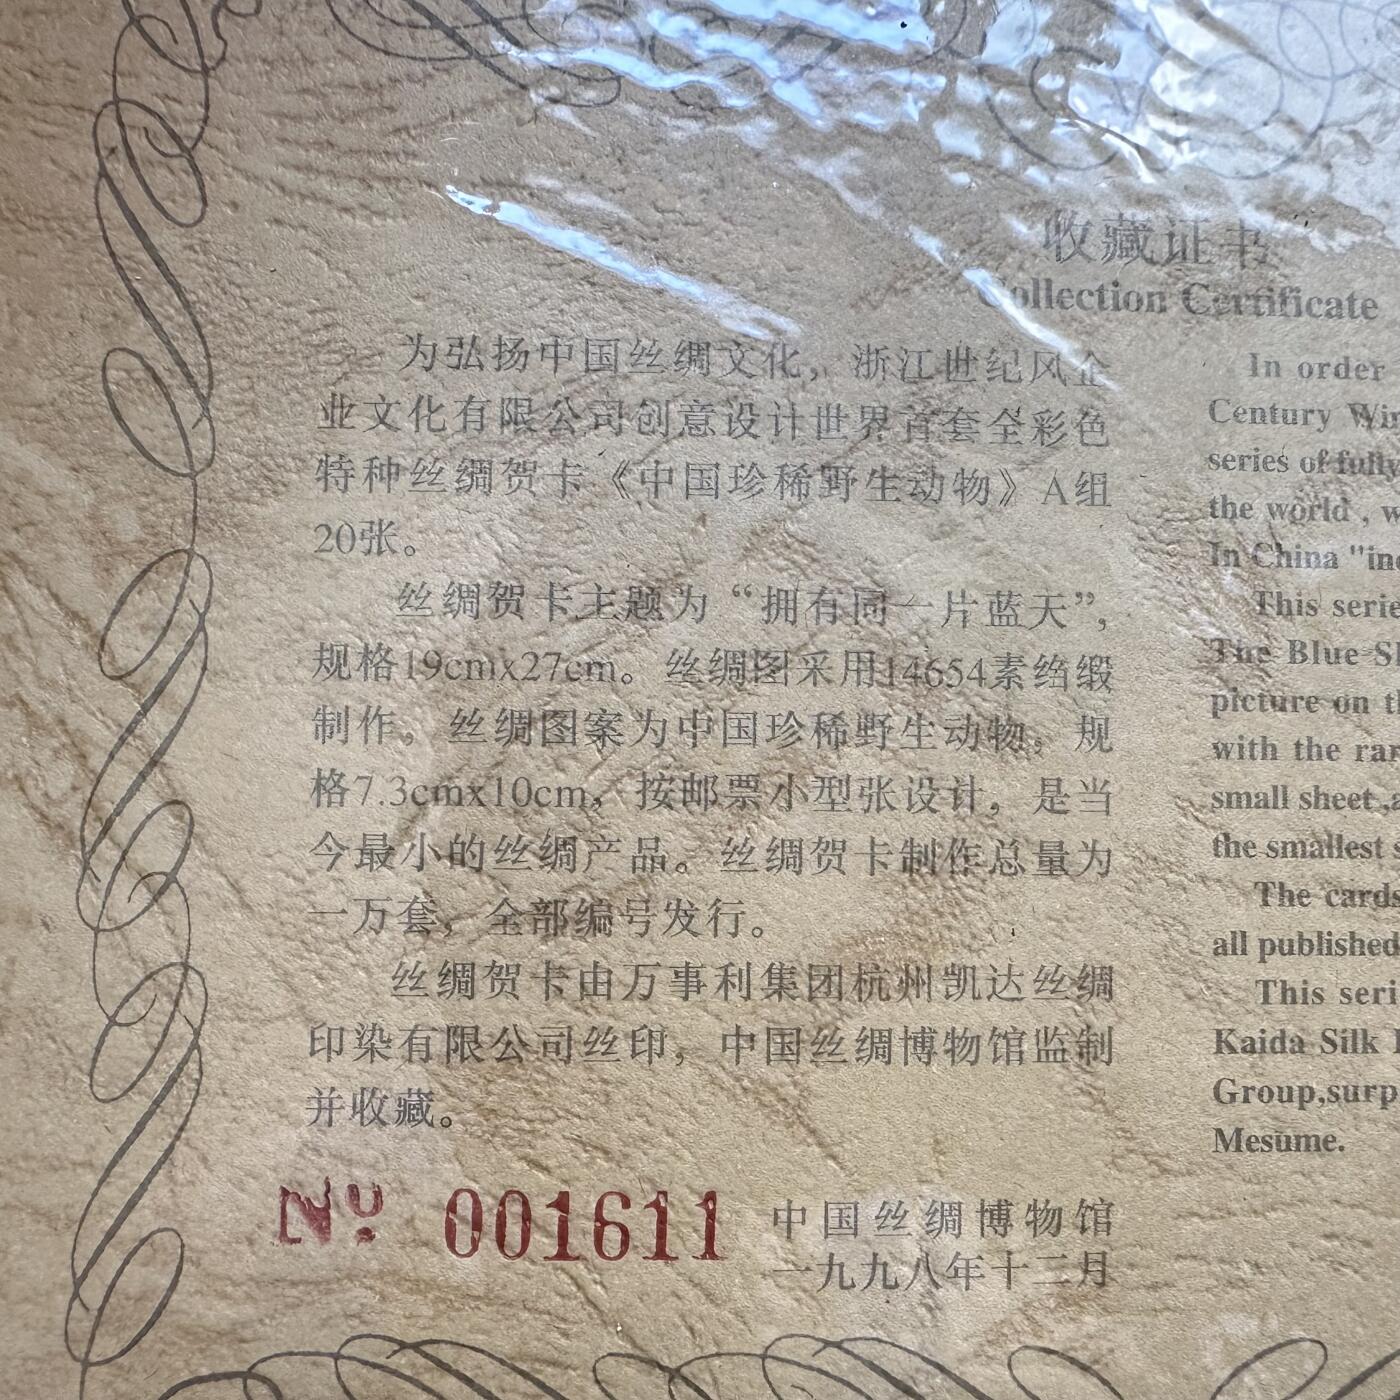 收藏证书
Collection Certificate
为弘扬中国丝绸文化，浙江世纪风企
业文化有限公司创意设计世界首套全彩色
特种丝绸贺卡《中国珍稀野生动物》A组
20张。
丝绸贺卡主题为“拥有同一片蓝天”，
规格19cmx27cm。丝绸图采用14654素绉缎
制作。丝绸图案为中国珍稀野生动物。规
格7.3cmx10cm，按邮票小型张设计，是当
今最小的丝绸产品。丝绸贺卡制作总量为
一万套，全部编号发行。
丝绸贺卡由万事利集团杭州凯达丝绸
印染有限公司丝印，中国丝绸博物馆监制
并收藏。
Nº 001611
中国丝绸博物馆
一九九八年十二月
In order
Century Win
series of fully
the world , w
In China "ind
This serie
The Blue Sk
picture on th
with the rar
small sheet ,
the smallest s
The cards
all published
This seri
Kaida Silk
Group,surp
Mesume.